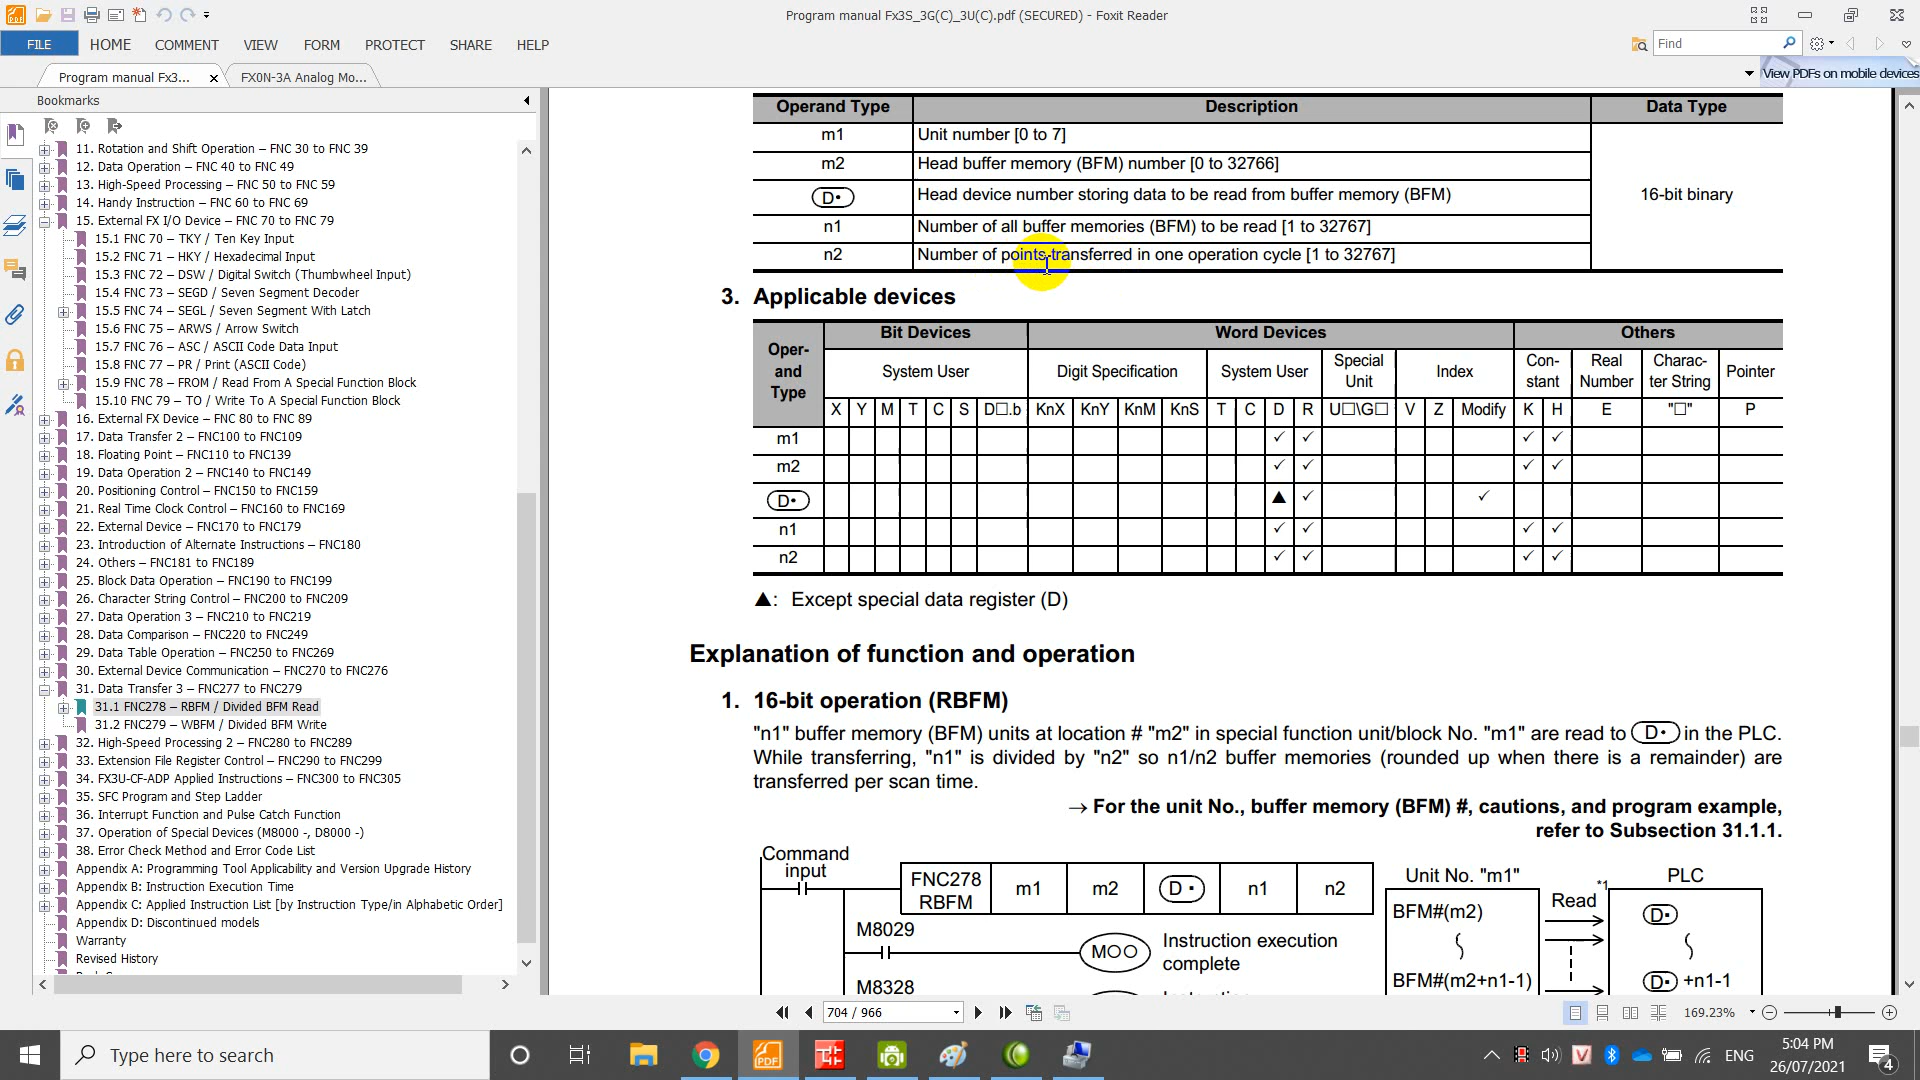 Program manual Fx3S_3G(C)_3U(C).pdf (SECURED) - Foxit Reader
FILE HOME COMMENT VIEW FORM PROTECT SHARE HELP
Find
Program manual Fx3... FX0N-3A Analog Mo...
View PDFs on mobile devices
Bookmarks
11. Rotation and Shift Operation – FNC 30 to FNC 39
12. Data Operation – FNC 40 to FNC 49
13. High-Speed Processing – FNC 50 to FNC 59
14. Handy Instruction – FNC 60 to FNC 69
15. External FX I/O Device – FNC 70 to FNC 79
15.1 FNC 70 – TKY / Ten Key Input
15.2 FNC 71 – HKY / Hexadecimal Input
15.3 FNC 72 – DSW / Digital Switch (Thumbwheel Input)
15.4 FNC 73 – SEGD / Seven Segment Decoder
15.5 FNC 74 – SEGL / Seven Segment With Latch
15.6 FNC 75 – ARWS / Arrow Switch
15.7 FNC 76 – ASC / ASCII Code Data Input
15.8 FNC 77 – PR / Print (ASCII Code)
15.9 FNC 78 – FROM / Read From A Special Function Block
15.10 FNC 79 – TO / Write To A Special Function Block
16. External FX Device – FNC 80 to FNC 89
17. Data Transfer 2 – FNC100 to FNC109
18. Floating Point – FNC110 to FNC139
19. Data Operation 2 – FNC140 to FNC149
20. Positioning Control – FNC150 to FNC159
21. Real Time Clock Control – FNC160 to FNC169
22. External Device – FNC170 to FNC179
23. Introduction of Alternate Instructions – FNC180
24. Others – FNC181 to FNC189
25. Block Data Operation – FNC190 to FNC199
26. Character String Control – FNC200 to FNC209
27. Data Operation 3 – FNC210 to FNC219
28. Data Comparison – FNC220 to FNC249
29. Data Table Operation – FNC250 to FNC269
30. External Device Communication – FNC270 to FNC276
31. Data Transfer 3 – FNC277 to FNC279
31.1 FNC278 – RBFM / Divided BFM Read
31.2 FNC279 – WBFM / Divided BFM Write
32. High-Speed Processing 2 – FNC280 to FNC289
33. Extension File Register Control – FNC290 to FNC299
34. FX3U-CF-ADP Applied Instructions – FNC300 to FNC305
35. SFC Program and Step Ladder
36. Interrupt Function and Pulse Catch Function
37. Operation of Special Devices (M8000 -, D8000 -)
38. Error Check Method and Error Code List
Appendix A: Programming Tool Applicability and Version Upgrade History
Appendix B: Instruction Execution Time
Appendix C: Applied Instruction List [by Instruction Type/in Alphabetic Order]
Appendix D: Discontinued models
Warranty
Revised History
Operand Type Description Data Type
m1 Unit number [0 to 7]
m2 Head buffer memory (BFM) number [0 to 32766]
D• Head device number storing data to be read from buffer memory (BFM) 16-bit binary
n1 Number of all buffer memories (BFM) to be read [1 to 32767]
n2 Number of points transferred in one operation cycle [1 to 32767]
3. Applicable devices
Oper-and Type Bit Devices Word Devices Others
System User Digit Specification System User Special Unit Index Con-stant Real Number Charac-ter String Pointer
X Y M T C S D□.b KnX KnY KnM KnS T C D R U□\G□ V Z Modify K H E "□" P
m1 ✓ ✓ ✓ ✓
m2 ✓ ✓ ✓ ✓
D• ▲ ✓ ✓
n1 ✓ ✓ ✓ ✓
n2 ✓ ✓ ✓ ✓
▲: Except special data register (D)
Explanation of function and operation
1. 16-bit operation (RBFM)
"n1" buffer memory (BFM) units at location # "m2" in special function unit/block No. "m1" are read to D• in the PLC.
While transferring, "n1" is divided by "n2" so n1/n2 buffer memories (rounded up when there is a remainder) are
transferred per scan time.
→ For the unit No., buffer memory (BFM) #, cautions, and program example,
refer to Subsection 31.1.1.
Command input
FNC278 RBFM m1 m2 D• n1 n2
M8029 M○○ Instruction execution complete
M8328
Unit No. "m1" Read *1 PLC
BFM#(m2) D•
BFM#(m2+n1-1) D• +n1-1
704 / 966
169.23%
Type here to search
ENG
5:04 PM
26/07/2021
4